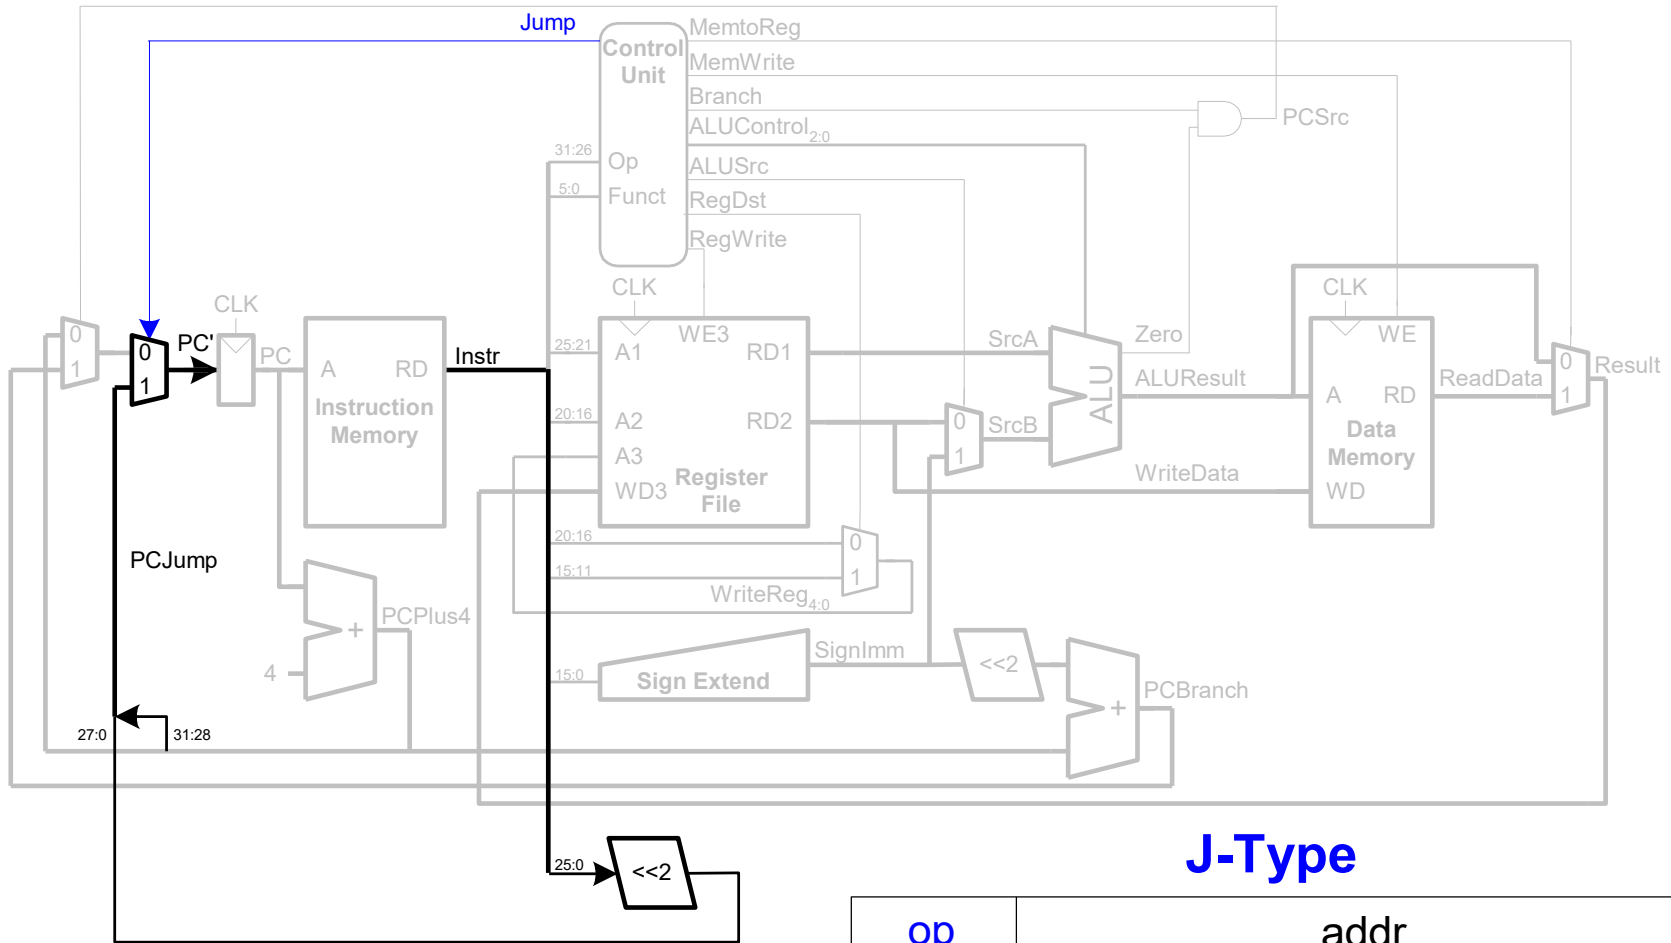 Jump
Control
Unit
MemtoReg
MemWrite
Branch
ALUControl2:0
PCSrc
31:26
Op
ALUSrc
5:0
Funct
RegDst
RegWrite
CLK
CLK
CLK
0
1
0
1
PC'
PC
A
RD
Instruction
Memory
Instr
25:21
A1
WE3
RD1
SrcA
Zero
WE
0
1
Result
ALU
ALUResult
A
RD
ReadData
Data
Memory
20:16
A2
RD2
0
1
SrcB
A3
WD3
Register
File
WriteData
WD
20:16
0
15:11
1
WriteReg4:0
PCJump
PCPlus4
+
4
SignImm
<<2
15:0
Sign Extend
PCBranch
+
27:0
31:28
25:0
<<2
J-Type
op
addr